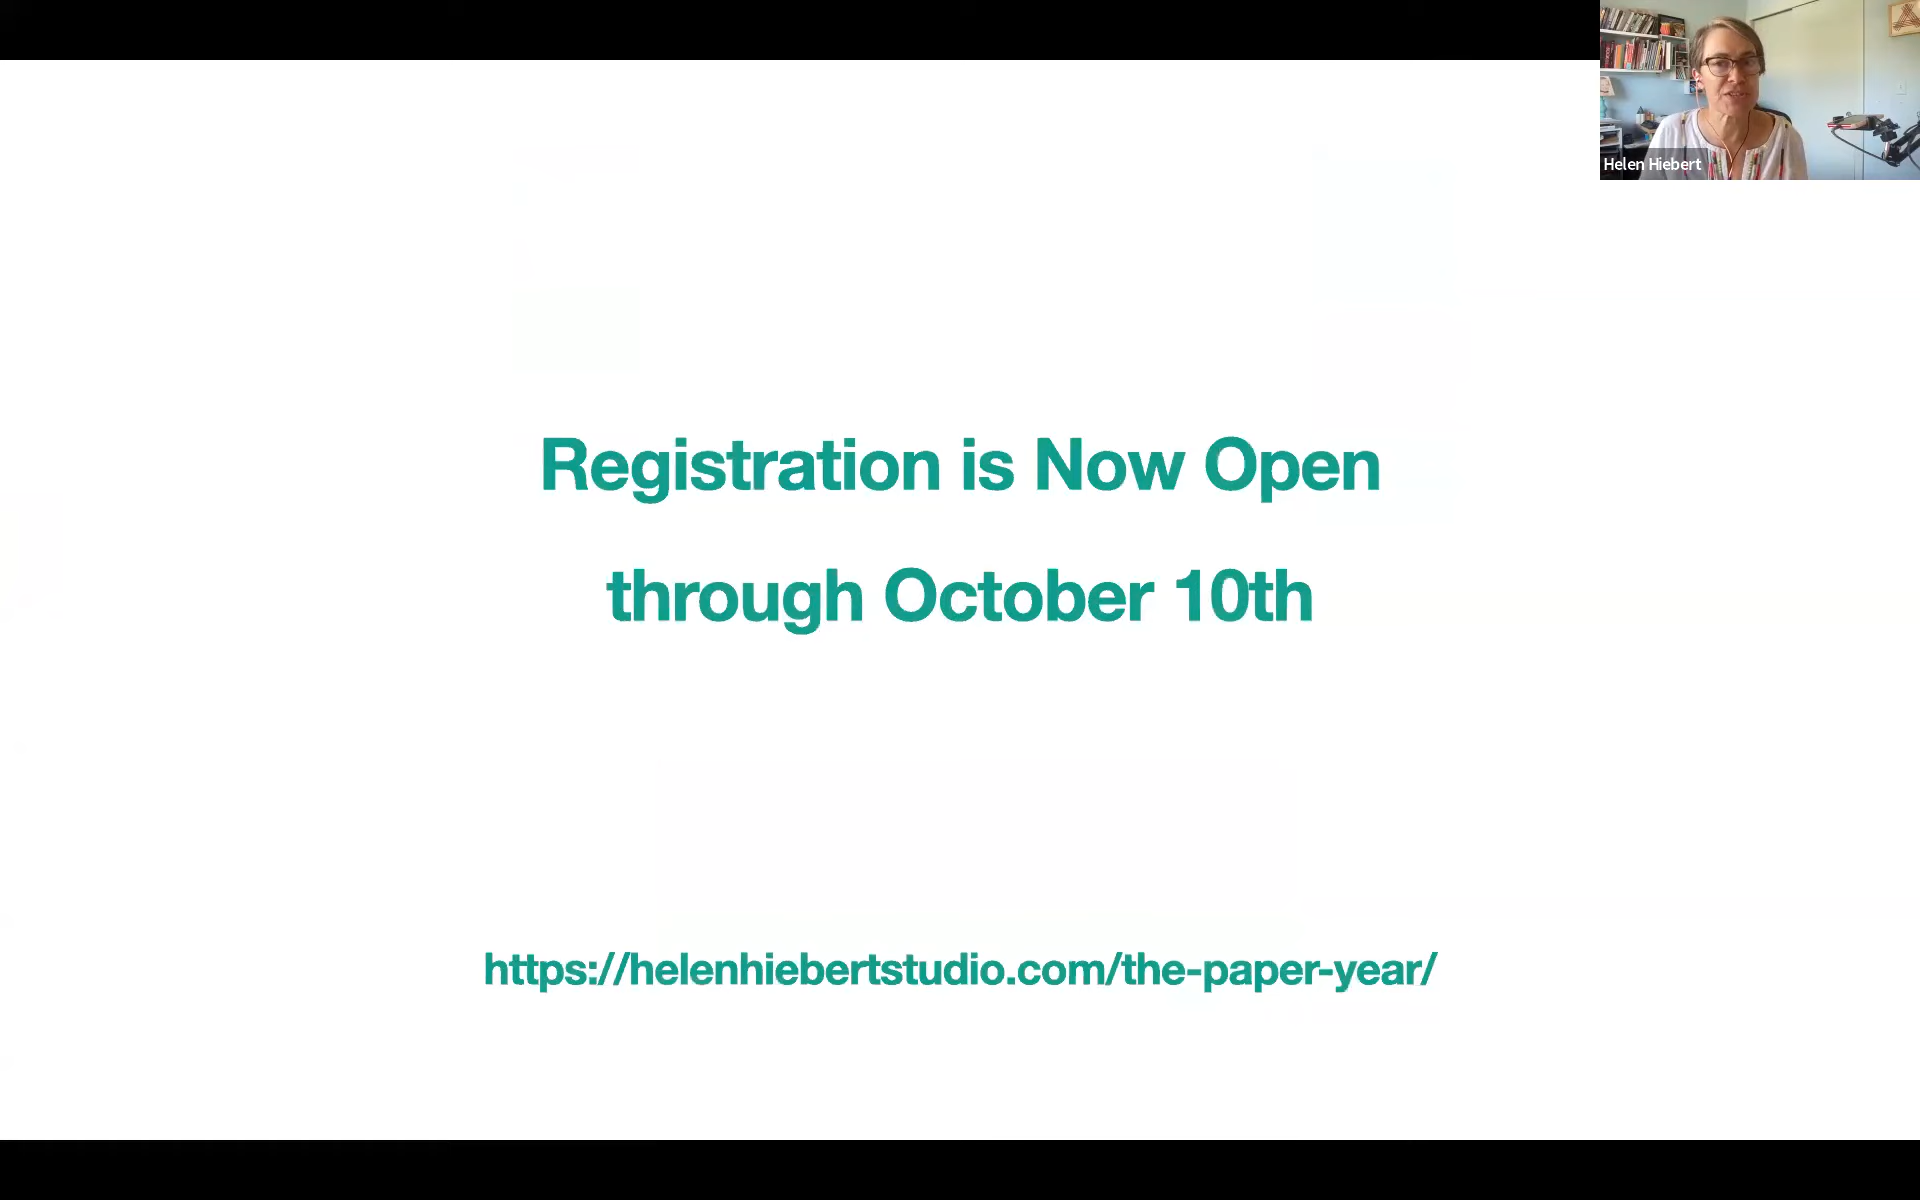 Helen Hiebert
Registration is Now Open
through October 10th
https://helenhiebertstudio.com/the-paper-year/